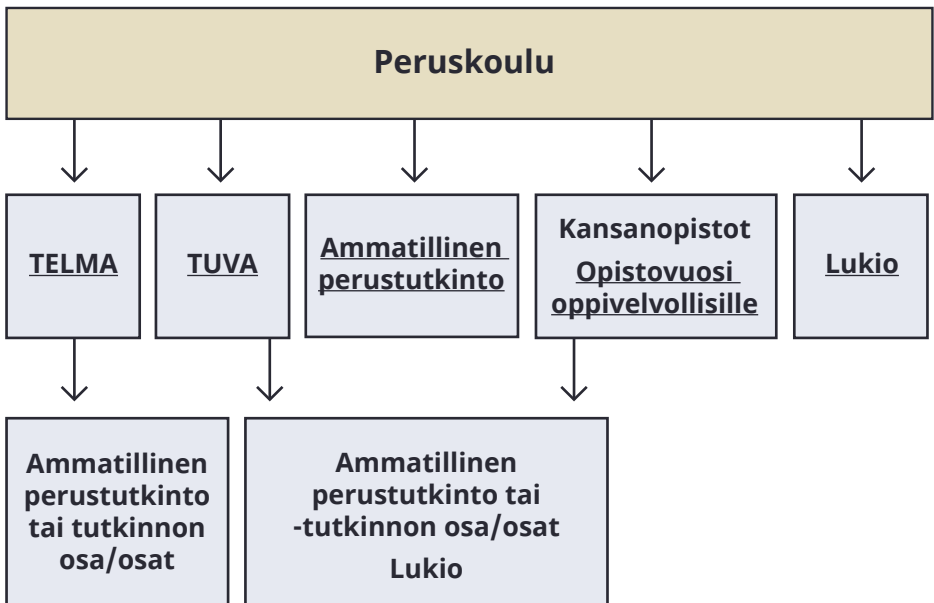 Peruskoulu
TELMA
TUVA
Ammatillinen
perustutkinto
Kansanopistot
Opistovuosi
oppivelvollisille
Lukio
Ammatillinen
perustutkinto
tai tutkinnon
osa/osat
Ammatillinen
perustutkinto tai
-tutkinnon osa/osat
Lukio